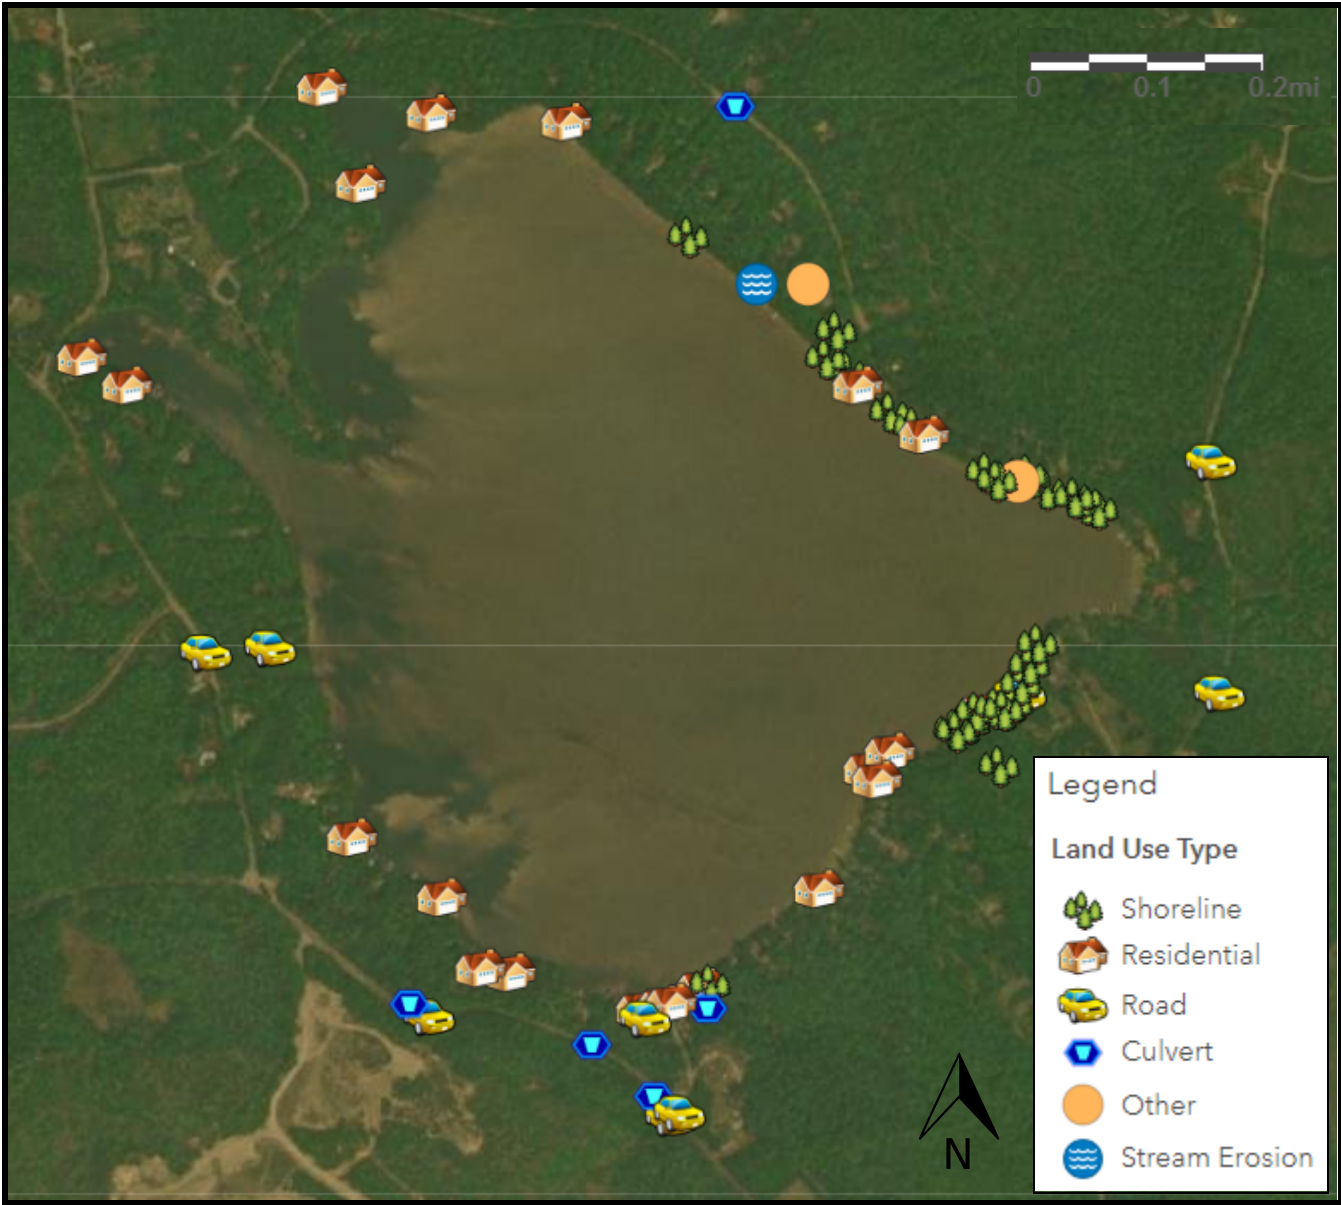 0 0.1 0.2mi
Legend
Land Use Type
Shoreline
Residential
Road
Culvert
Other
Stream Erosion
N